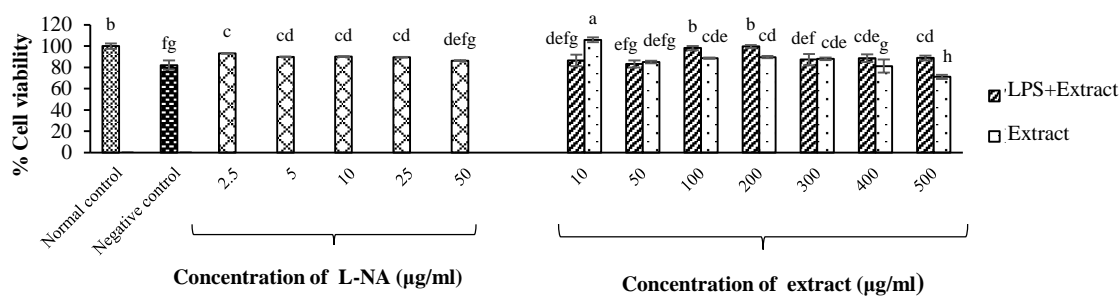 % Cell viability
120
100
80
60
40
20
0
b
fg
c
cd
cd
cd
defg
defg
a
efg
defg
b
cde
b
cd
def
cde
cde
g
cd
h
Normal control
Negative control
2.5
5
10
25
50
10
50
100
200
300
400
500
LPS+Extract
Extract
Concentration of L-NA (µg/ml)
Concentration of extract (µg/ml)